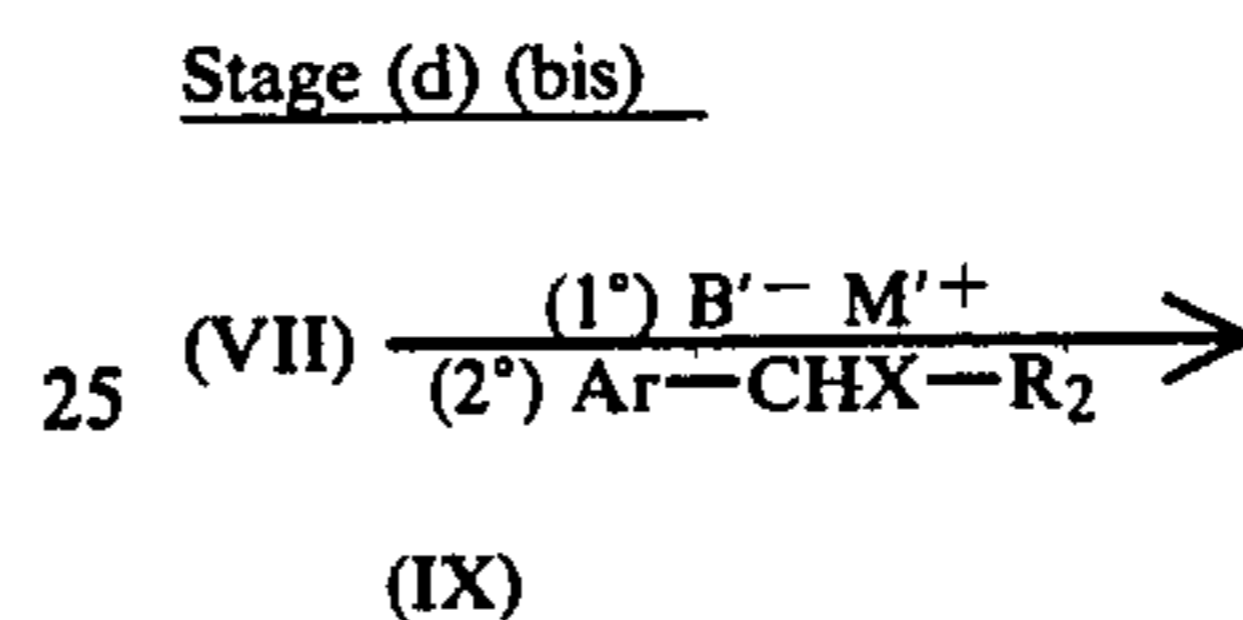 Stage (d) (bis)
(1°) B′− M′+
25 (VII)
(2°) Ar—CHX—R2
(IX)